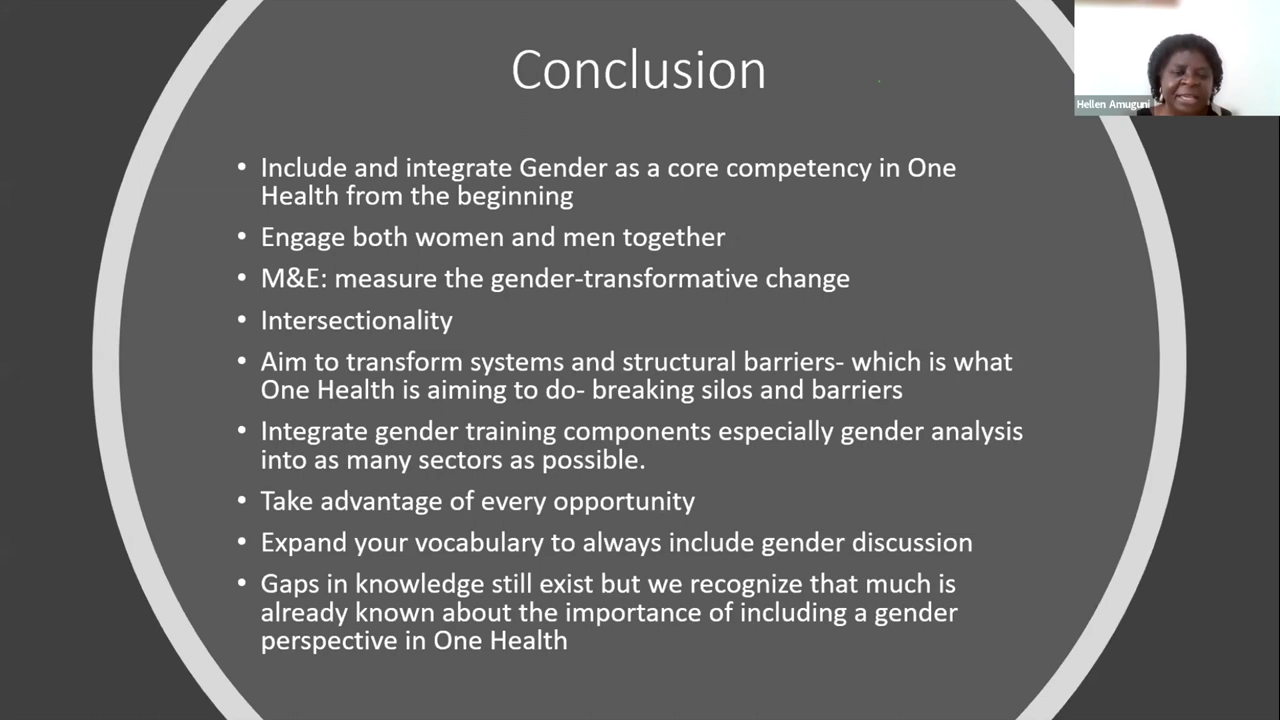 Conclusion
Hellen Amuguni
• Include and integrate Gender as a core competency in One
Health from the beginning
• Engage both women and men together
• M&E: measure the gender-transformative change
• Intersectionality
• Aim to transform systems and structural barriers- which is what
One Health is aiming to do- breaking silos and barriers
• Integrate gender training components especially gender analysis
into as many sectors as possible.
• Take advantage of every opportunity
• Expand your vocabulary to always include gender discussion
• Gaps in knowledge still exist but we recognize that much is
already known about the importance of including a gender
perspective in One Health